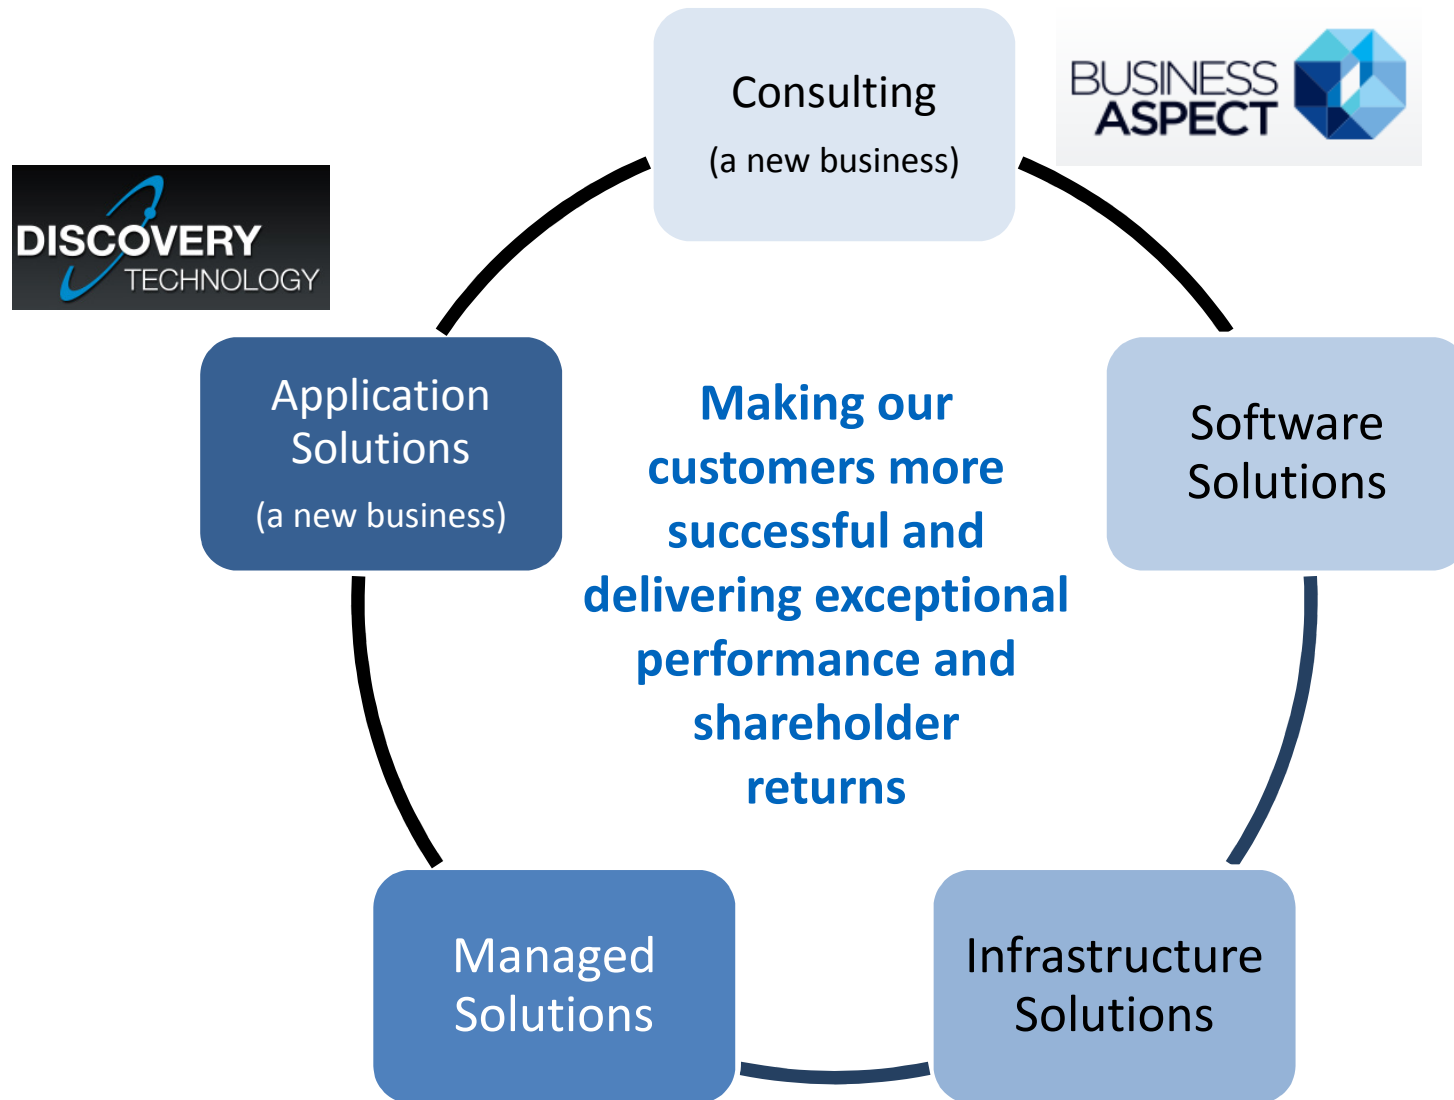 Consulting
(a new business)
BUSINESS
ASPECT
DISCOVERY
TECHNOLOGY
Application
Solutions
(a new business)
Making our
customers more
successful and
delivering exceptional
performance and
shareholder
returns
Software
Solutions
Managed
Solutions
Infrastructure
Solutions